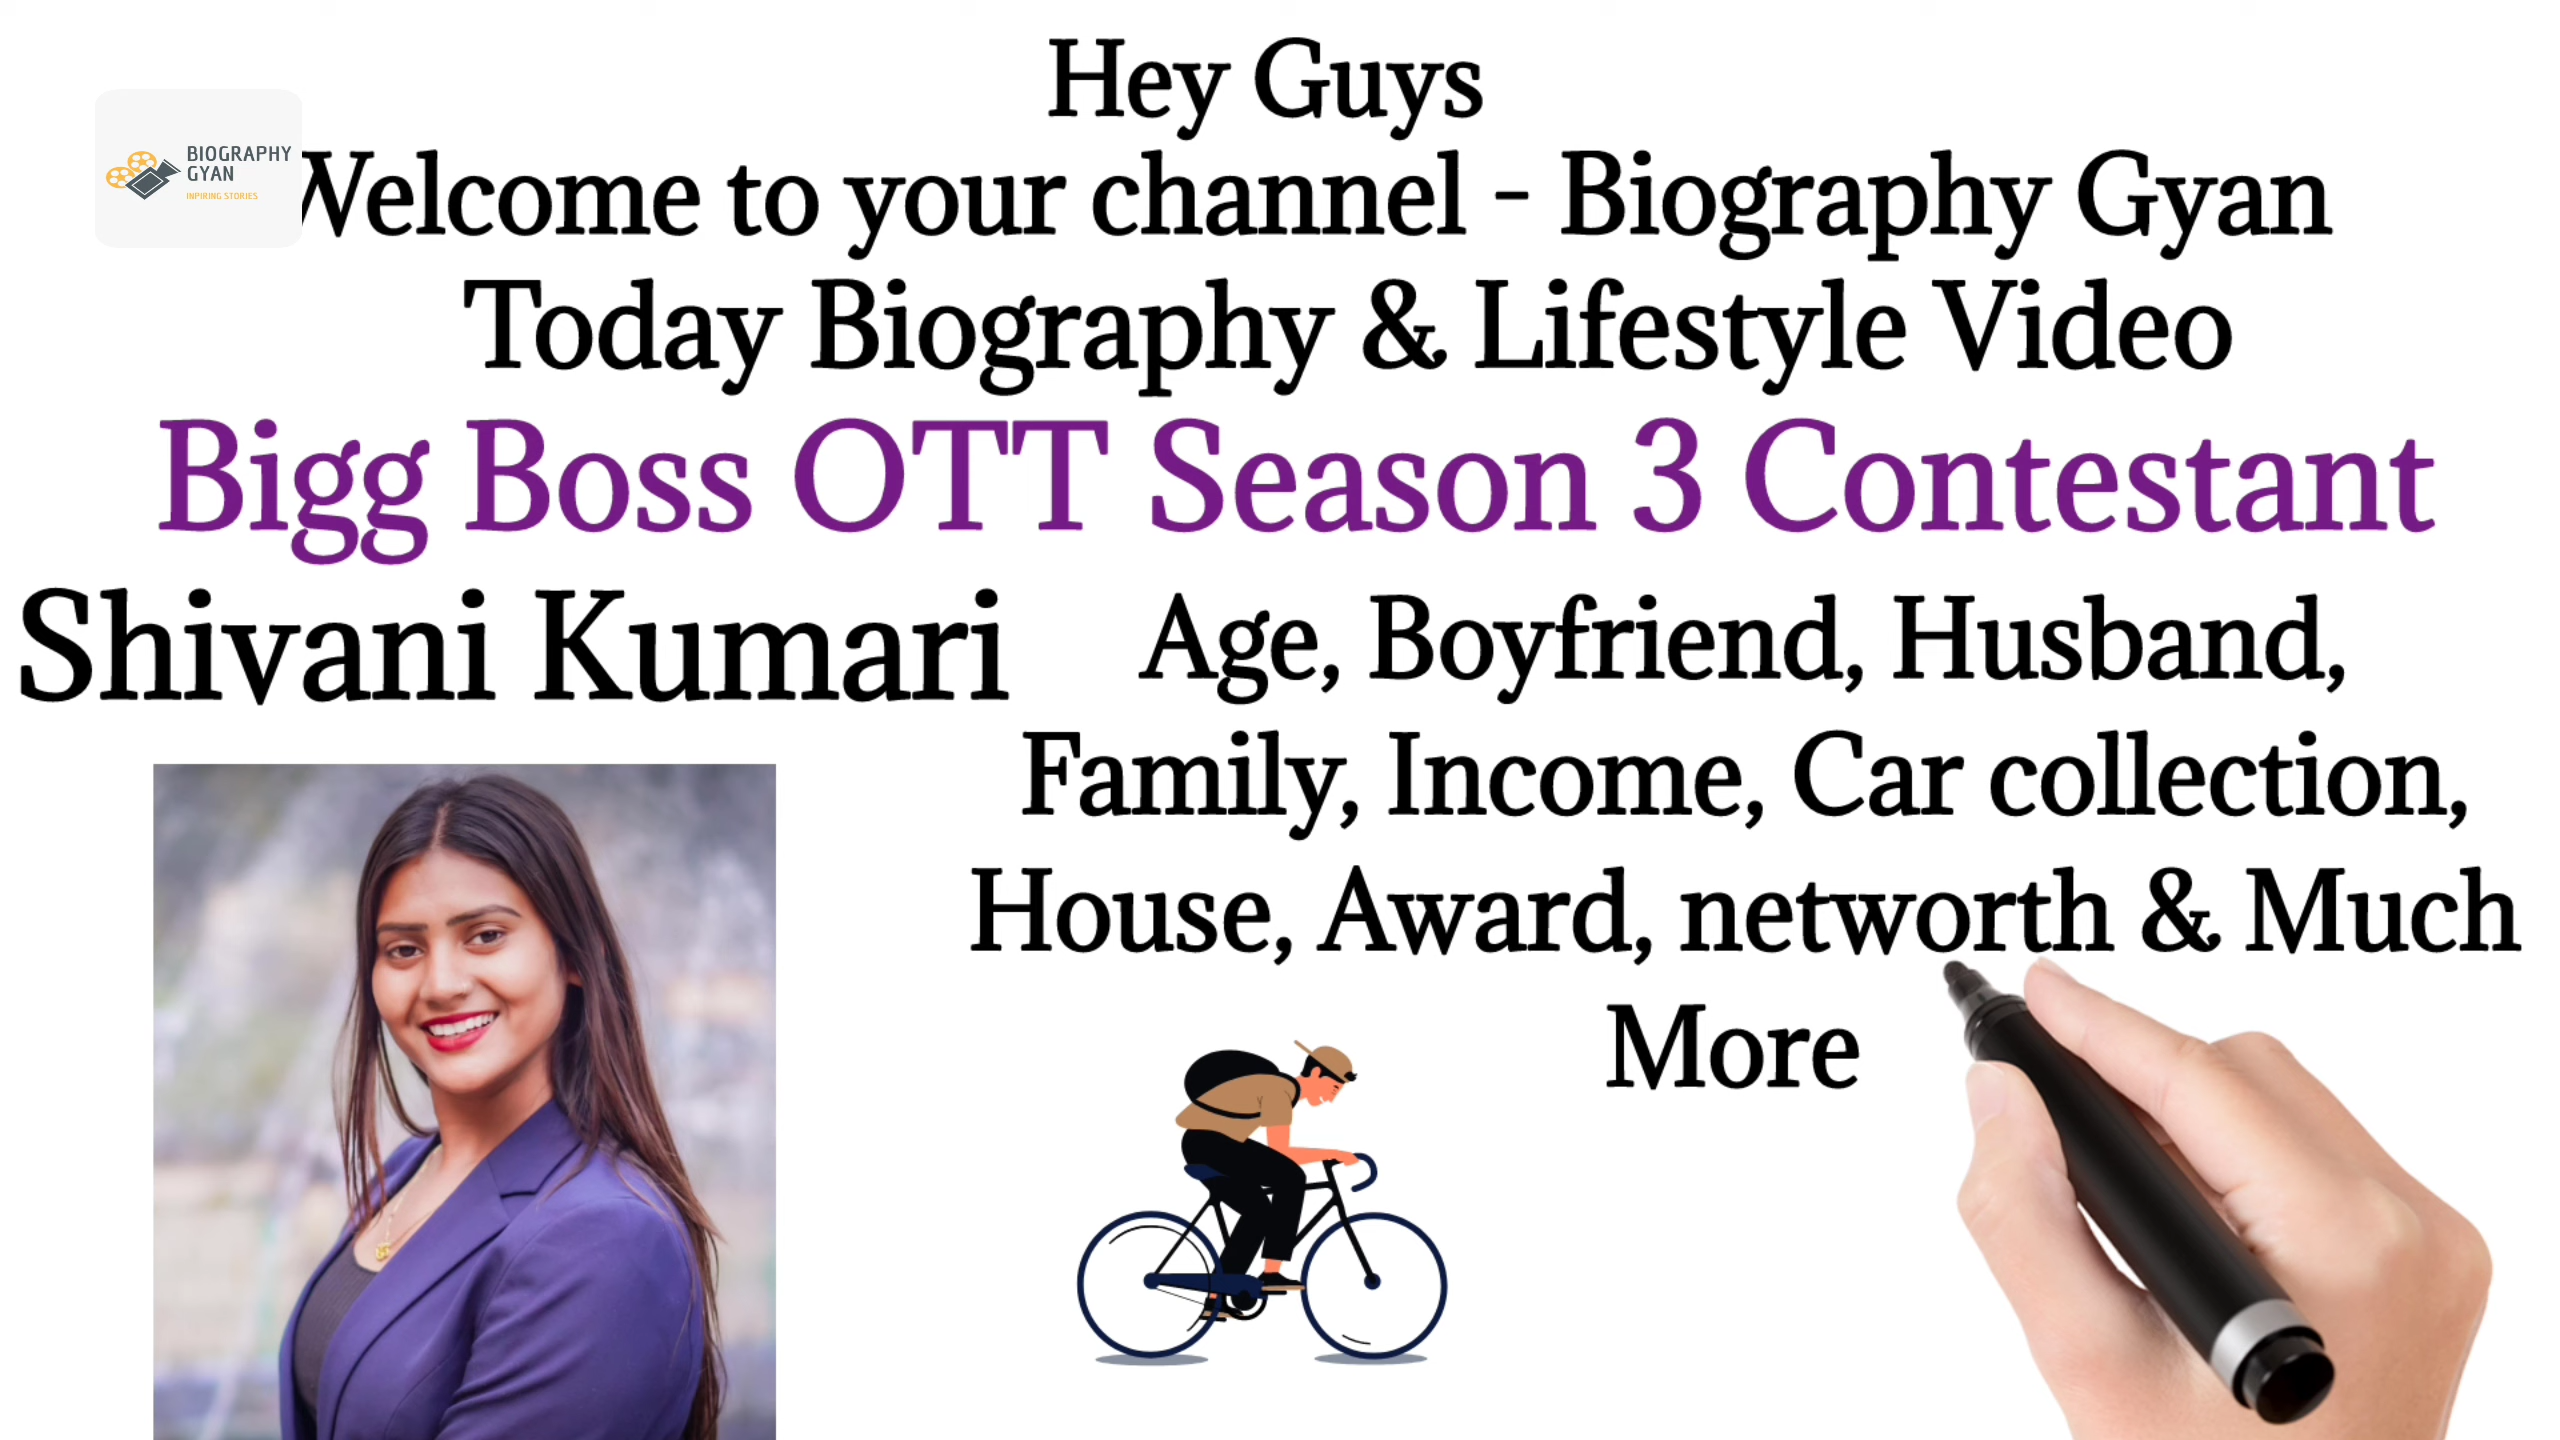 Hey Guys
BIOGRAPHY
GYAN
INPIRING STORIES
Welcome to your channel - Biography Gyan
Today Biography & Lifestyle Video
Bigg Boss OTT Season 3 Contestant
Shivani Kumari
Age, Boyfriend, Husband,
Family, Income, Car collection,
House, Award, networth & Much
More